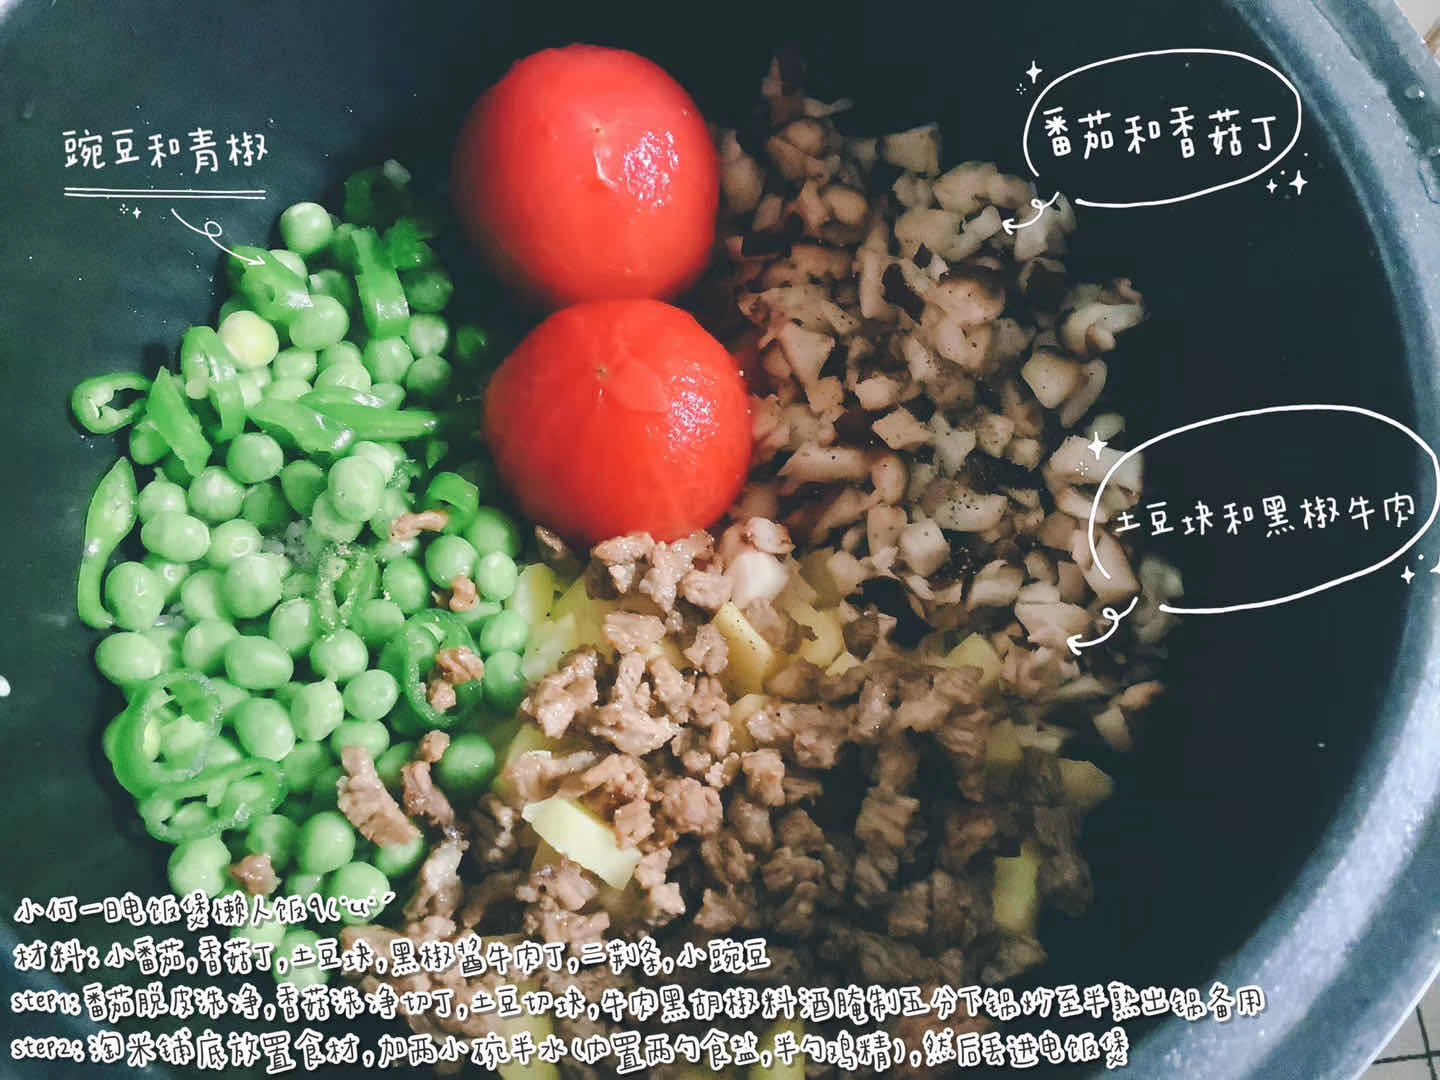 豌豆和青椒
番茄和香菇丁
土豆块和黑椒牛肉
小何一日电饭煲懒人饭9(˙ω˙)و
材料:小番茄,香菇丁,土豆块,黑椒酱牛肉丁,二荆条,小豌豆
step1:番茄脱皮洗净,香菇洗净切丁,土豆切块,牛肉黑胡椒料酒腌制五分下锅炒至半熟出锅备用
step2:淘米铺底放置食材,加两小碗半水(内置两勺食盐,半勺鸡精),然后丢进电饭煲